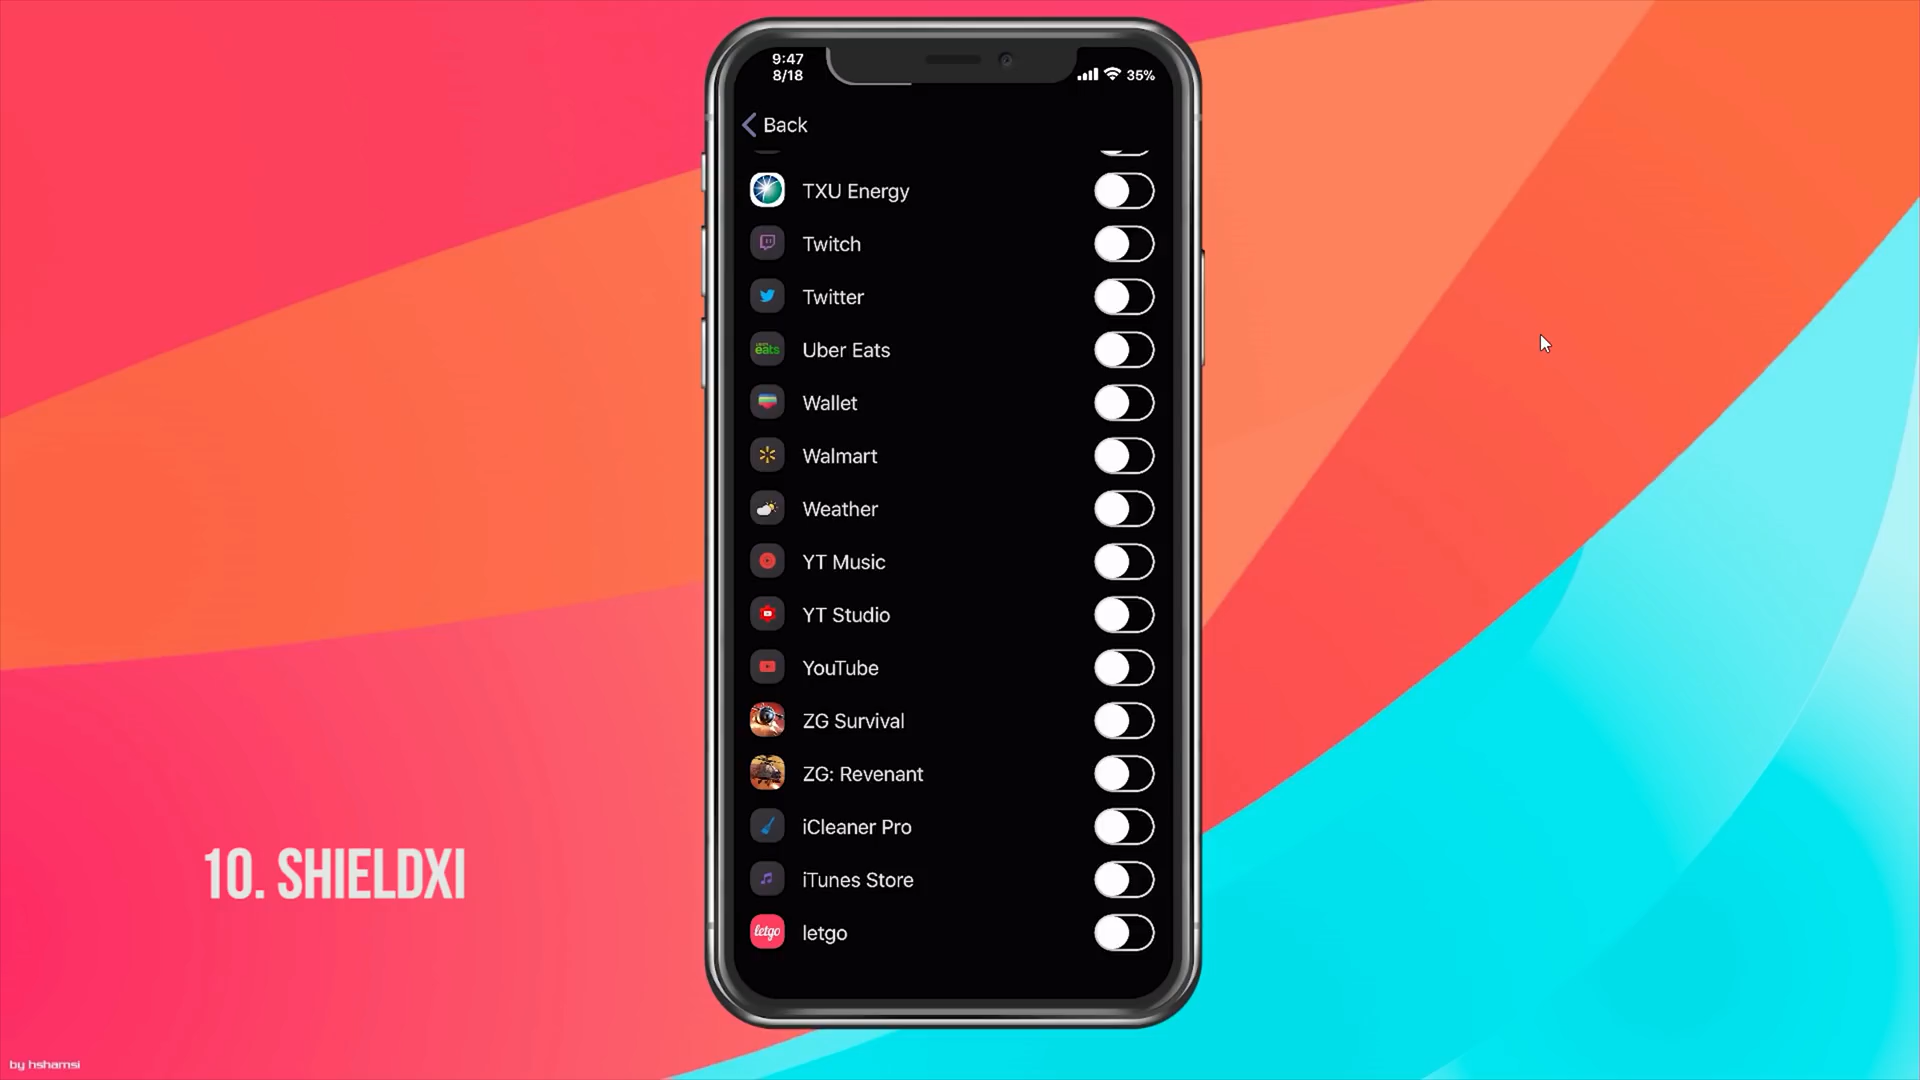 9:47
8/18
35%
Back
TXU Energy
Twitch
Twitter
Uber Eats
eats
Wallet
Walmart
Weather
YT Music
YT Studio
YouTube
ZG Survival
ZG: Revenant
iCleaner Pro
iTunes Store
letgo
letgo
10. SHIELDXI
by hshamsi